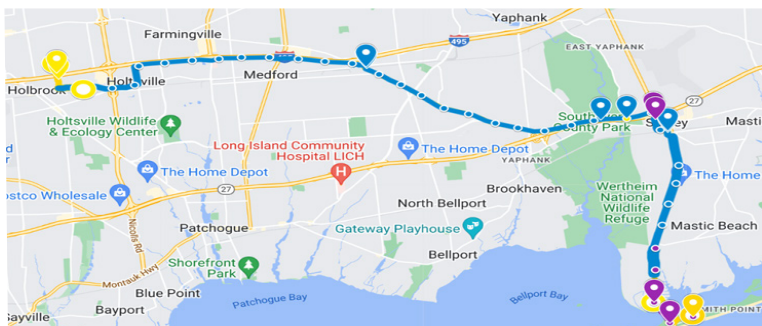 Yaphank
Farmingville
495
EAST YAPHANK
Holtsville
Medford
Holbrook
27
Mastic
Holtsville Wildlife
& Ecology Center
County Park
Long Island Community
Hospital LICH
The Home Depot
YAPHANK
The Home Depot
The Home
ostco Wholesale
27
Brookhaven
Wertheim
National
Wildlife
Refuge
North Bellport
Nicolls Rd
Patchogue
Gateway Playhouse
Mastic Beach
Bellport
Shorefront
Park
Montauk Hwy
Blue Point
Patchogue Bay
Bellport Bay
Bayport
Sayville
MITH POINT